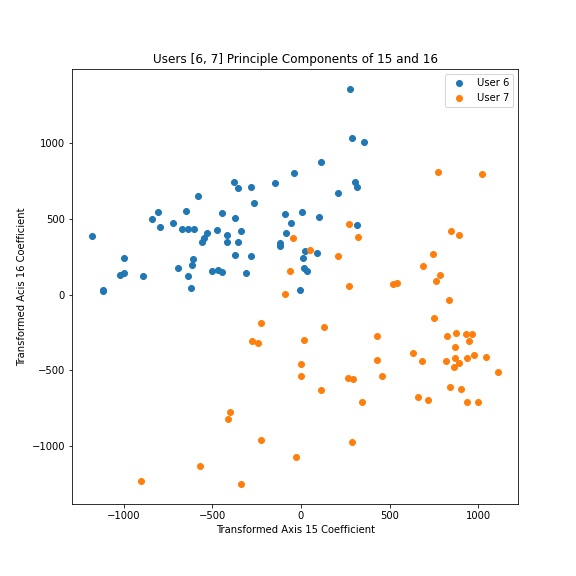 Users [6, 7] Principle Components of 15 and 16
User 6
User 7
Transformed Acis 16 Coefficient
1000
500
0
−500
−1000
−1000
−500
0
500
1000
Transformed Axis 15 Coefficient